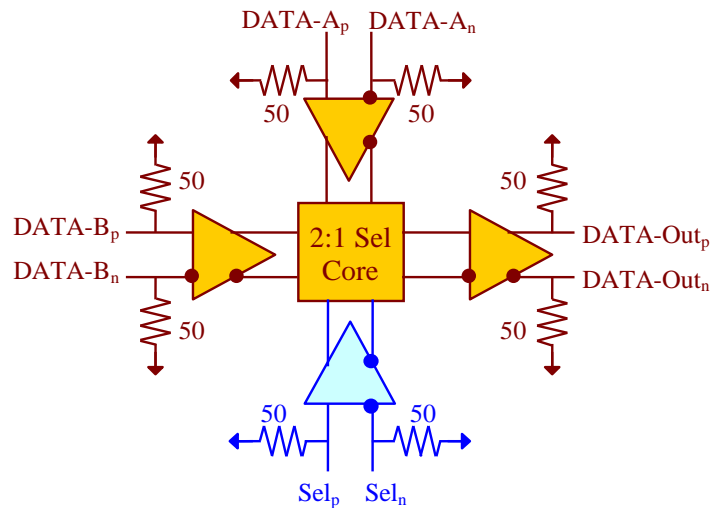 DATA-Ap DATA-An
50 50
50 50
DATA-Bp 2:1 Sel DATA-Outp
DATA-Bn Core DATA-Outn
50 50
50 50
Selp Seln